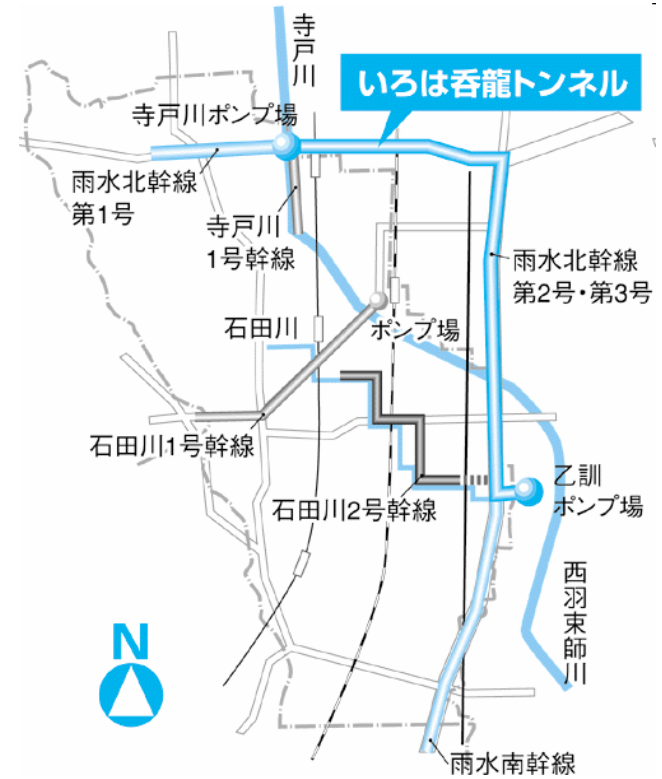 寺戸川
いろは呑龍トンネル
寺戸川ポンプ場
雨水北幹線
第1号
寺戸川
1号幹線
雨水北幹線
第2号・第3号
石田川
ポンプ場
石田川1号幹線
石田川2号幹線
乙訓
ポンプ場
西羽束師川
N
雨水南幹線